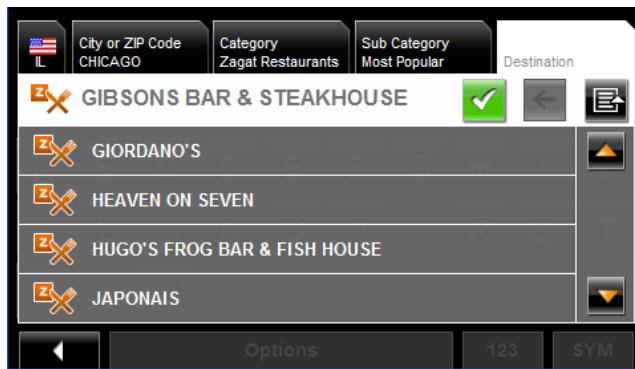 IL
City or ZIP Code
CHICAGO
Category
Zagat Restaurants
Sub Category
Most Popular
Destination
Z GIBSONS BAR & STEAKHOUSE
Z GIORDANO'S
Z HEAVEN ON SEVEN
Z HUGO'S FROG BAR & FISH HOUSE
Z JAPONAIS
Options 123 SYM